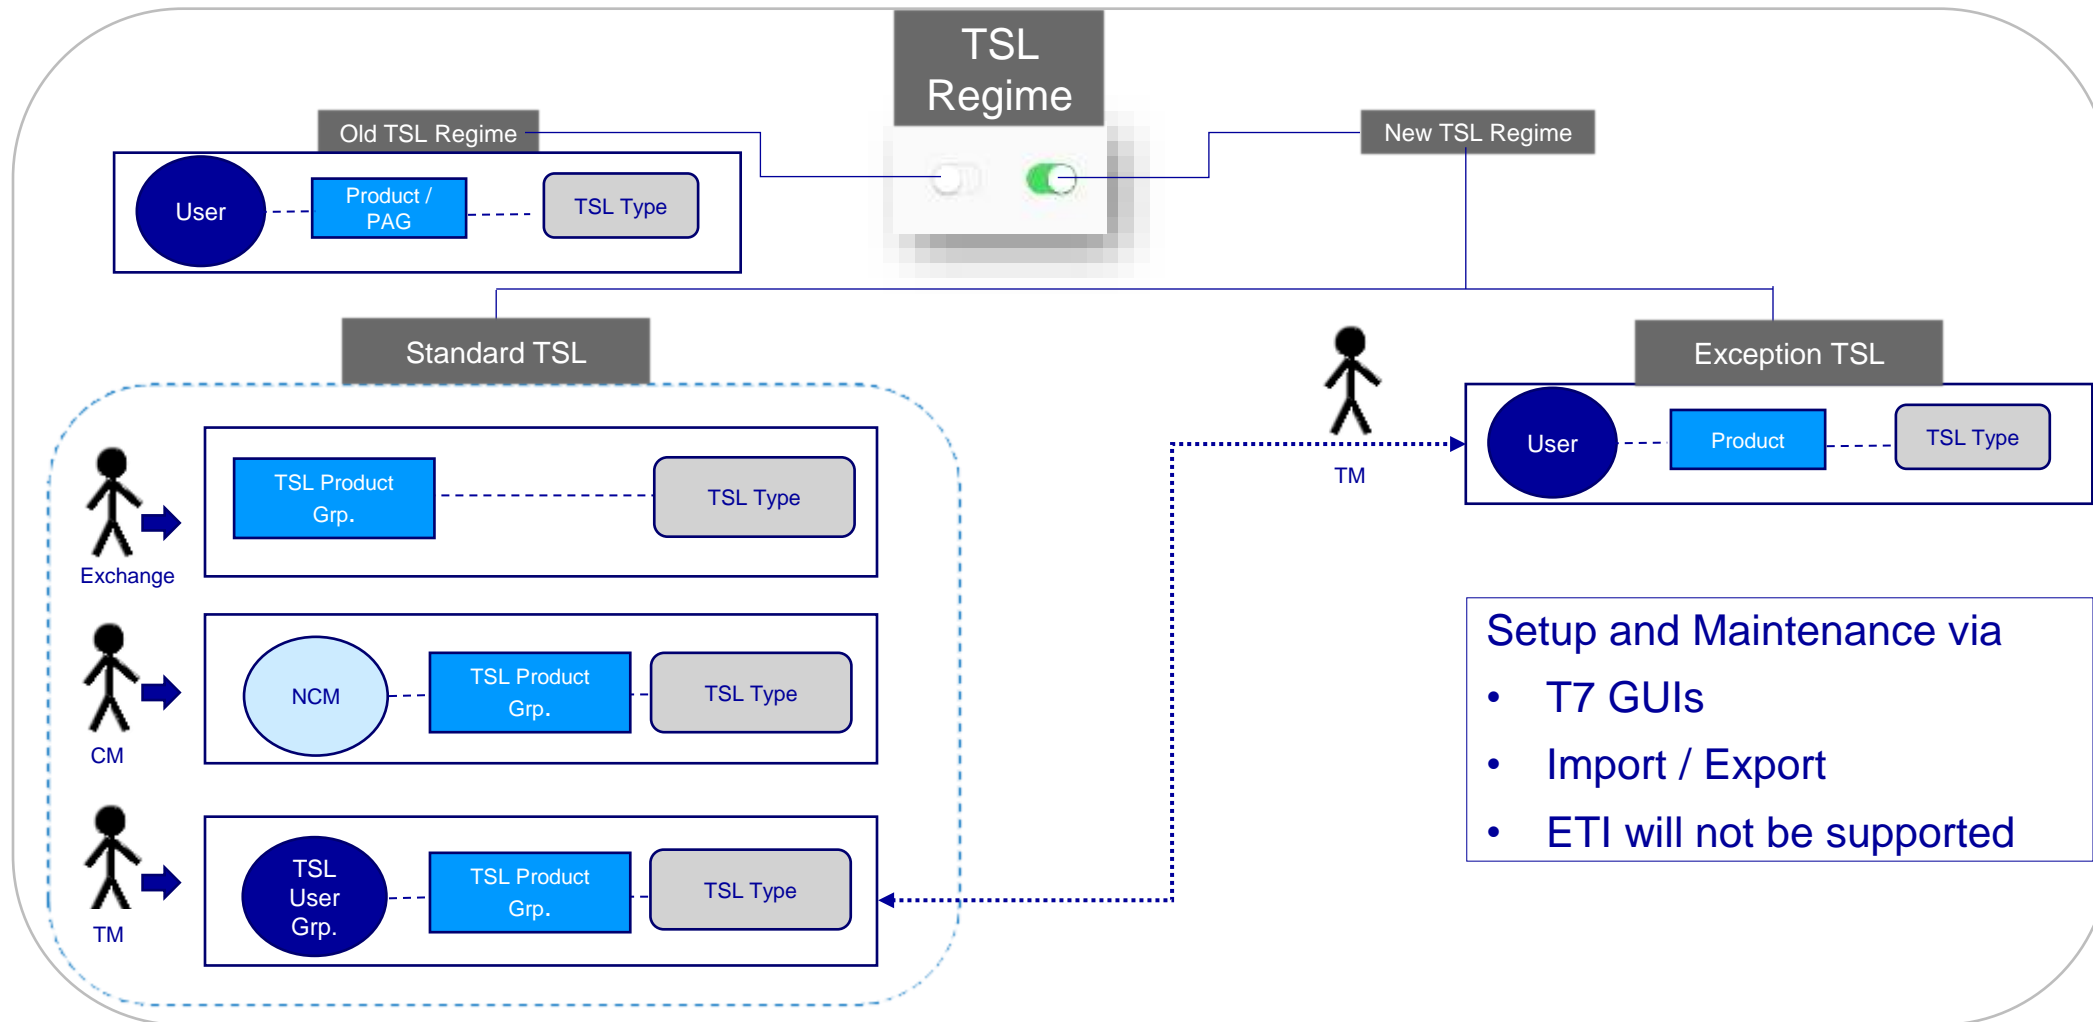 TSL
Regime
Old TSL Regime
New TSL Regime
User
Product /
PAG
TSL Type
Standard TSL
Exception TSL
TSL Product
Grp.
TSL Type
Exchange
NCM
TSL Product
Grp.
TSL Type
CM
TSL
User
Grp.
TSL Product
Grp.
TSL Type
TM
TM
User
Product
TSL Type
Setup and Maintenance via
• T7 GUIs
• Import / Export
• ETI will not be supported